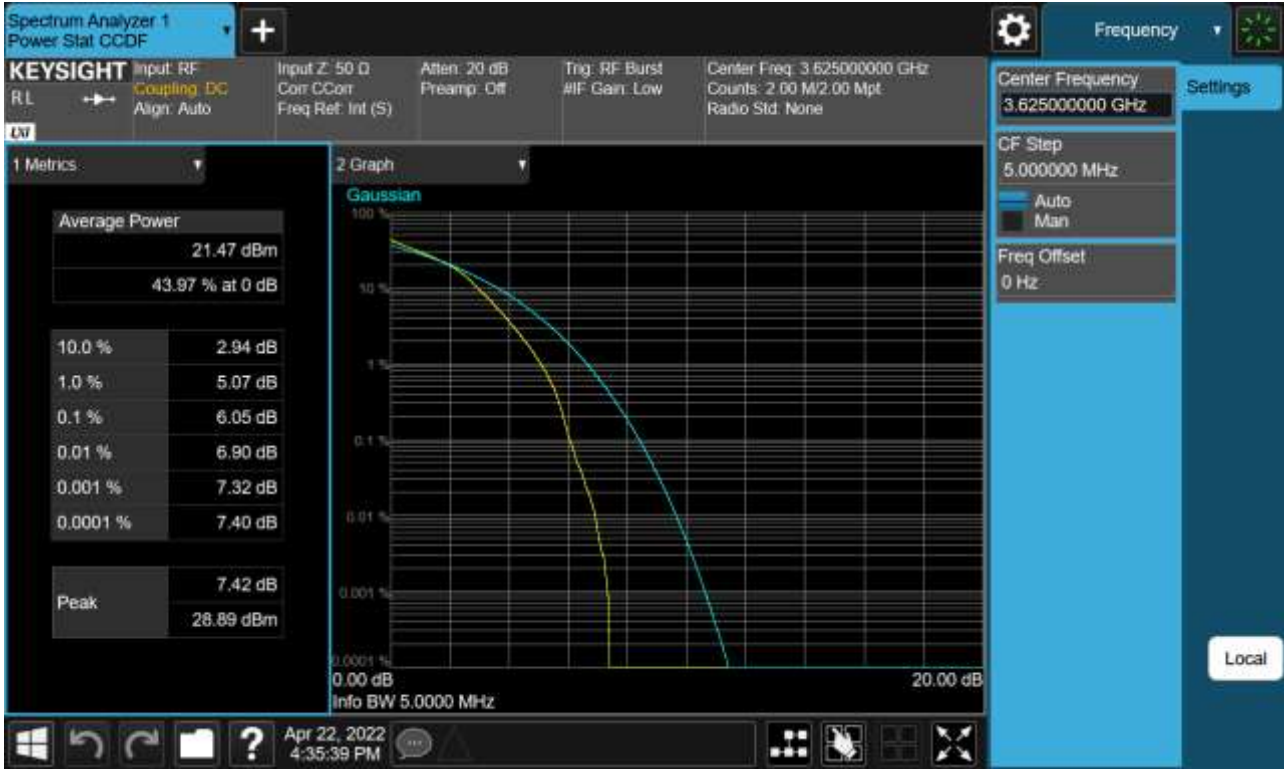 Spectrum Analyzer 1
Power Stat CCDF
Frequency
KEYSIGHT
RL
LXI
Input: RF
Coupling: DC
Align: Auto
Input Z: 50 Ω
Corr CCorr
Freq Ref: Int (S)
Atten: 20 dB
Preamp: Off
Trig: RF Burst
#IF Gain: Low
Center Freq: 3.625000000 GHz
Counts: 2.00 M/2.00 Mpt
Radio Std: None
Center Frequency
3.625000000 GHz
Settings
CF Step
5.000000 MHz
Auto
Man
Freq Offset
0 Hz
Local
1 Metrics
Average Power
21.47 dBm
43.97 % at 0 dB
10.0 % 2.94 dB
1.0 % 5.07 dB
0.1 % 6.05 dB
0.01 % 6.90 dB
0.001 % 7.32 dB
0.0001 % 7.40 dB
Peak
7.42 dB
28.89 dBm
2 Graph
Gaussian
100 %
10 %
1 %
0.1 %
0.01 %
0.001 %
0.0001 %
0.00 dB 20.00 dB
Info BW 5.0000 MHz
Apr 22, 2022
4:35:39 PM